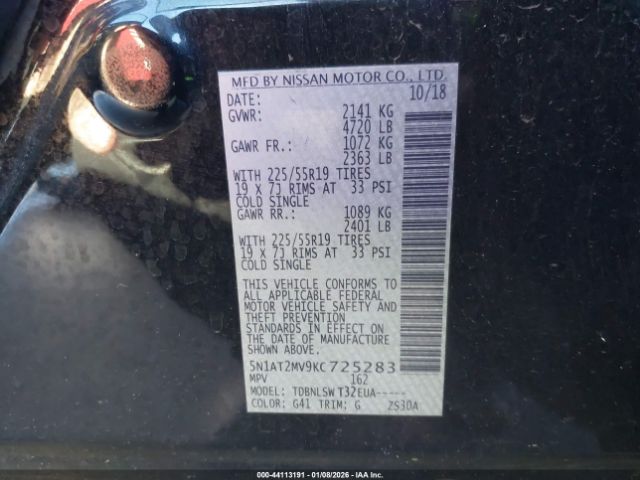 MFD BY NISSAN MOTOR CO., LTD.
DATE: 10/18
GVWR: 2141 KG
4720 LB
GAWR FR.: 1072 KG
2363 LB
WITH 225/55R19 TIRES
19 X 7J RIMS AT 33 PSI
COLD SINGLE
GAWR RR.: 1089 KG
2401 LB
WITH 225/55R19 TIRES
19 X 7J RIMS AT 33 PSI
COLD SINGLE
THIS VEHICLE CONFORMS TO
ALL APPLICABLE FEDERAL
MOTOR VEHICLE SAFETY AND
THEFT PREVENTION
STANDARDS IN EFFECT ON
THE DATE OF MANUFACTURE
SHOWN ABOVE.
5N1AT2MV9KC725283
MPV 162
MODEL: TDBNLSW T32EUA-----
COLOR: G41 TRIM: G ZS30A
000-44113191 - 01/08/2026 - IAA Inc.